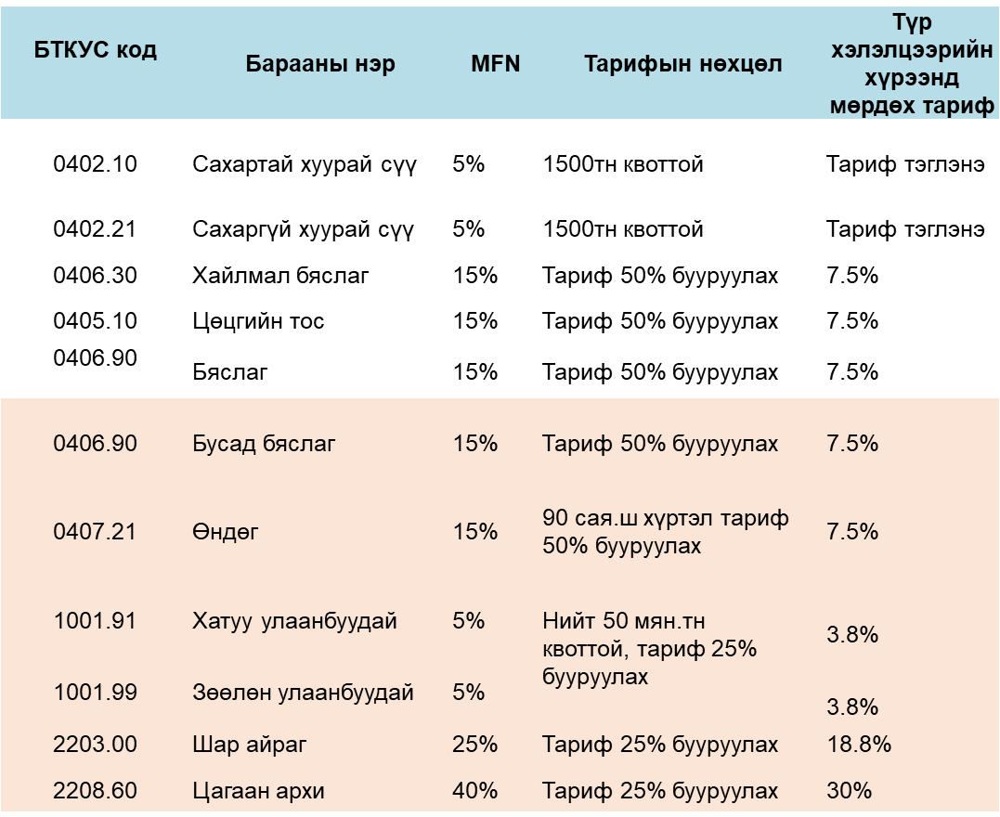 БТКУС код
Барааны нэр
MFN
Тарифын нөхцөл
Түр
хэлэлцээрийн
хүрээнд
мөрдөх тариф
0402.10 Сахартай хуурай сүү 5% 1500тн квоттой Тариф тэглэнэ
0402.21 Сахаргүй хуурай сүү 5% 1500тн квоттой Тариф тэглэнэ
0406.30 Хайлмал бяслаг 15% Тариф 50% бууруулах 7.5%
0405.10 Цөцгийн тос 15% Тариф 50% бууруулах 7.5%
0406.90 Бяслаг 15% Тариф 50% бууруулах 7.5%
0406.90 Бусад бяслаг 15% Тариф 50% бууруулах 7.5%
0407.21 Өндөг 15% 90 сая.ш хүртэл тариф
50% бууруулах 7.5%
1001.91 Хатуу улаанбуудай 5% Нийт 50 мян.тн
квоттой, тариф 25%
бууруулах
3.8%
1001.99 Зөөлөн улаанбуудай 5% 3.8%
2203.00 Шар айраг 25% Тариф 25% бууруулах 18.8%
2208.60 Цагаан архи 40% Тариф 25% бууруулах 30%